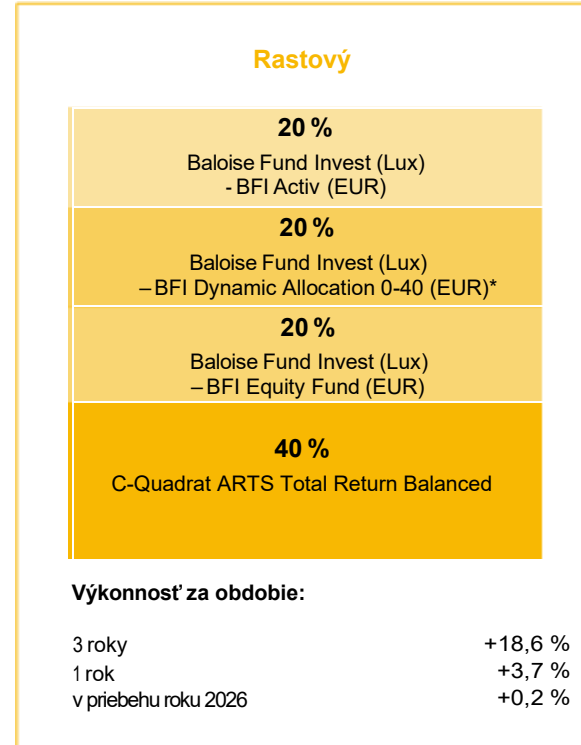 Rastový
20 %
Baloise Fund Invest (Lux)
- BFI Activ (EUR)
20 %
Baloise Fund Invest (Lux)
– BFI Dynamic Allocation 0-40 (EUR)*
20 %
Baloise Fund Invest (Lux)
– BFI Equity Fund (EUR)
40 %
C-Quadrat ARTS Total Return Balanced
Výkonnosť za obdobie:
3 roky +18,6 %
1 rok +3,7 %
v priebehu roku 2026 +0,2 %